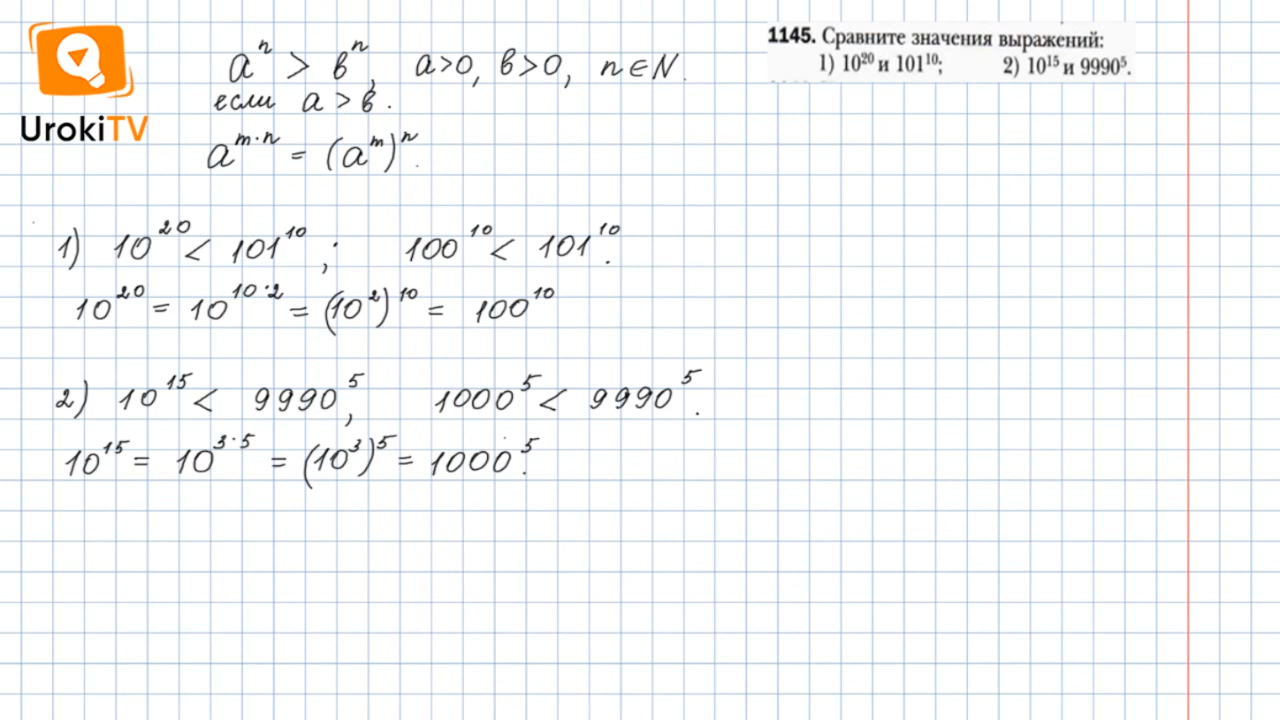 UrokiTV
aⁿ > вⁿ, a>0, в>0, n∈N.
если a > в.
a^(m·n) = (a^m)^n.
1145. Сравните значения выражений:
1) 10²⁰ и 101¹⁰; 2) 10¹⁵ и 9990⁵.
1) 10²⁰ < 101¹⁰; 100¹⁰ < 101¹⁰.
10²⁰ = 10^(10·2) = (10²)¹⁰ = 100¹⁰
2) 10¹⁵ < 9990⁵, 1000⁵ < 9990⁵.
10¹⁵ = 10^(3·5) = (10³)⁵ = 1000⁵.